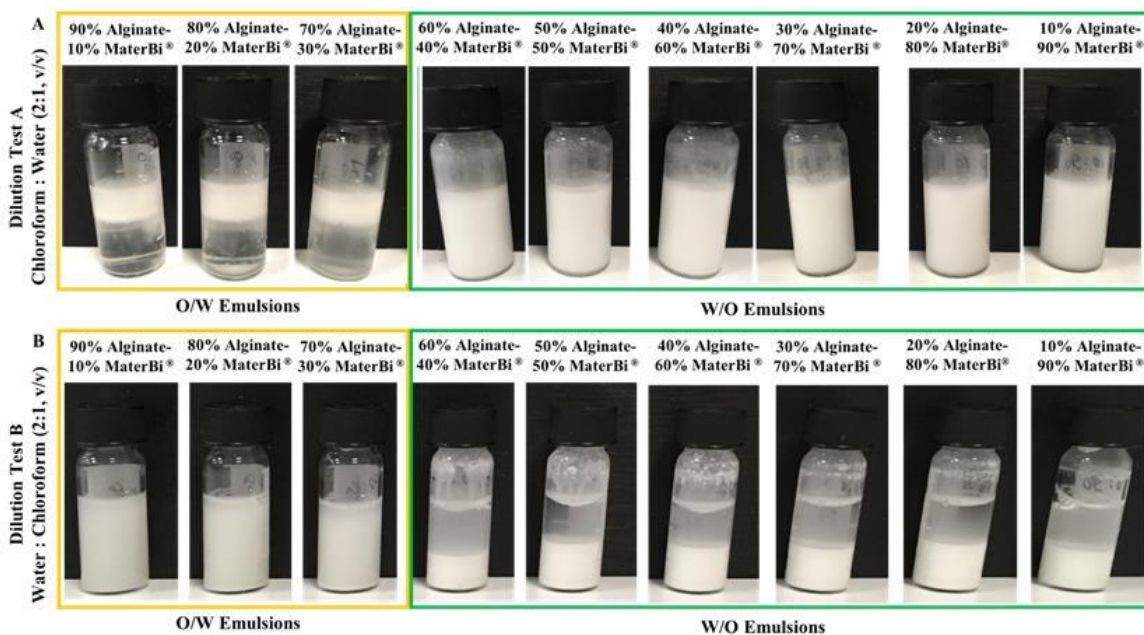 A
Dilution Test A
Chloroform : Water (2:1, v/v)
90% Alginate-
10% MaterBi®
80% Alginate-
20% MaterBi®
70% Alginate-
30% MaterBi®
60% Alginate-
40% MaterBi®
50% Alginate-
50% MaterBi®
40% Alginate-
60% MaterBi®
30% Alginate-
70% MaterBi®
20% Alginate-
80% MaterBi®
10% Alginate-
90% MaterBi®
O/W Emulsions
W/O Emulsions
B
Dilution Test B
Water : Chloroform (2:1, v/v)
90% Alginate-
10% MaterBi®
80% Alginate-
20% MaterBi®
70% Alginate-
30% MaterBi®
60% Alginate-
40% MaterBi®
50% Alginate-
50% MaterBi®
40% Alginate-
60% MaterBi®
30% Alginate-
70% MaterBi®
20% Alginate-
80% MaterBi®
10% Alginate-
90% MaterBi®
O/W Emulsions
W/O Emulsions